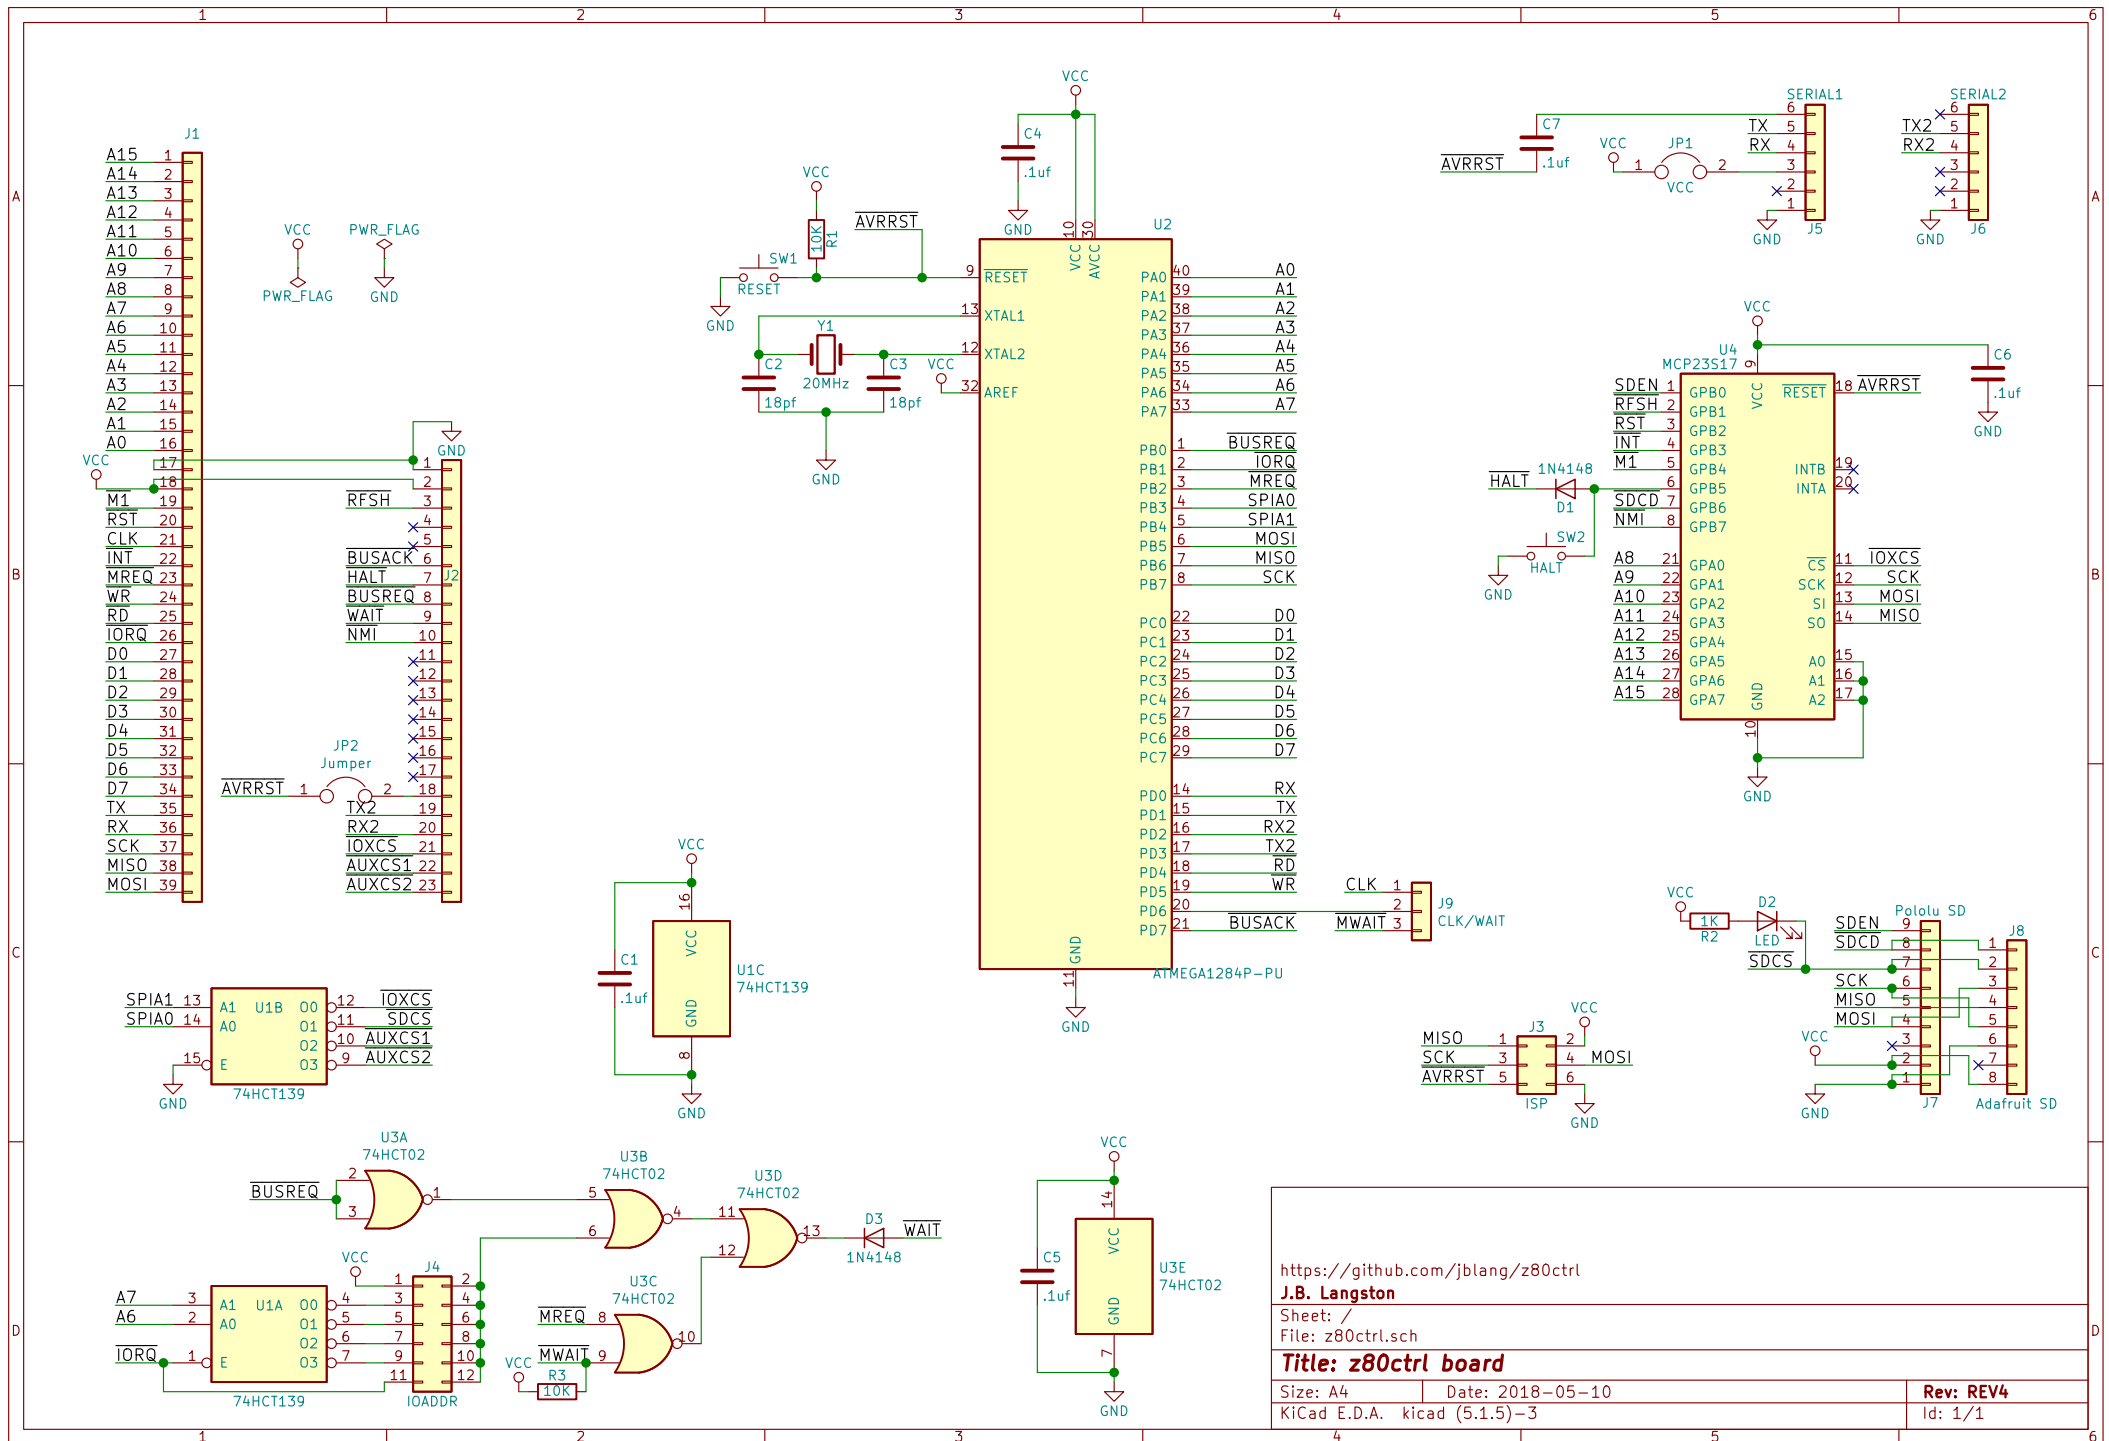 1 2 3 4 5 6
A
B
C
D
J1
A15 1
A14 2
A13 3
A12 4
A11 5
A10 6
A9 7
A8 8
A7 9
A6 10
A5 11
A4 12
A3 13
A2 14
A1 15
A0 16
VCC 17
18
M1 19
RST 20
CLK 21
INT 22
MREQ 23
WR 24
RD 25
IORQ 26
D0 27
D1 28
D2 29
D3 30
D4 31
D5 32
D6 33
D7 34
TX 35
RX 36
SCK 37
MISO 38
MOSI 39
VCC
PWR_FLAG
PWR_FLAG
GND
GND
J2
1
2
RFSH 3
4
5
BUSACK 6
HALT 7
BUSREQ 8
WAIT 9
NMI 10
11
12
13
14
15
16
17
18
TX2 19
RX2 20
IOXCS 21
AUXCS1 22
AUXCS2 23
JP2
Jumper
AVRRST 1 2
VCC
10K
R1
AVRRST
SW1
RESET
GND
Y1
20MHz
C2
18pf
C3
18pf
GND
VCC
VCC
C4
.1uf
GND
U2
10 30
VCC AVCC
9 RESET
13 XTAL1
12 XTAL2
32 AREF
PA0 40 A0
PA1 39 A1
PA2 38 A2
PA3 37 A3
PA4 36 A4
PA5 35 A5
PA6 34 A6
PA7 33 A7
PB0 1 BUSREQ
PB1 2 IORQ
PB2 3 MREQ
PB3 4 SPIA0
PB4 5 SPIA1
PB5 6 MOSI
PB6 7 MISO
PB7 8 SCK
PC0 22 D0
PC1 23 D1
PC2 24 D2
PC3 25 D3
PC4 26 D4
PC5 27 D5
PC6 28 D6
PC7 29 D7
PD0 14 RX
PD1 15 TX
PD2 16 RX2
PD3 17 TX2
PD4 18 RD
PD5 19 WR
PD6 20
PD7 21 BUSACK
GND
11
ATMEGA1284P-PU
GND
CLK 1
2
MWAIT 3
J9
CLK/WAIT
AVRRST
C7
.1uf
VCC
JP1
1 2
VCC
SERIAL1
6
TX 5
RX 4
3
2
1
J5
GND
SERIAL2
6
TX2 5
RX2 4
3
2
1
J6
GND
VCC
U4
MCP23S17
9
VCC
C6
.1uf
GND
SDEN 1 GPB0
RFSH 2 GPB1
RST 3 GPB2
INT 4 GPB3
M1 5 GPB4
6 GPB5
SDCD 7 GPB6
NMI 8 GPB7
A8 21 GPA0
A9 22 GPA1
A10 23 GPA2
A11 24 GPA3
A12 25 GPA4
A13 26 GPA5
A14 27 GPA6
A15 28 GPA7
RESET 18 AVRRST
INTB 19
INTA 20
CS 11 IOXCS
SCK 12 SCK
SI 13 MOSI
SO 14 MISO
A0 15
A1 16
A2 17
GND
10
GND
HALT
1N4148
D1
SW2
HALT
GND
VCC
1K
R2
D2
LED
Pololu SD
SDEN 9
SDCD 8
SDCS 7
SCK 6
MISO 5
MOSI 4
3
VCC 2
1
GND
J7
J8
1
2
3
4
5
6
7
8
Adafruit SD
J3
MISO 1 2 VCC
SCK 3 4 MOSI
AVRRST 5 6
ISP
GND
SPIA1 13 A1 U1B O0 12 IOXCS
SPIA0 14 A0 O1 11 SDCS
O2 10 AUXCS1
15 E O3 9 AUXCS2
GND
74HCT139
VCC
16
VCC
C1
.1uf
U1C
74HCT139
GND
8
GND
U3A
74HCT02
BUSREQ 2
3
1
U3B
74HCT02
5
6
4
U3D
74HCT02
11
12
13
D3
1N4148
WAIT
U3C
74HCT02
MREQ 8
MWAIT 9
10
VCC
R3
10K
A7 3 A1 U1A O0 4
A6 2 A0 O1 5
O2 6
IORQ 1 E O3 7
74HCT139
VCC
J4
1 2
3 4
5 6
7 8
9 10
11 12
IOADDR
VCC
14
VCC
C5
.1uf
U3E
74HCT02
GND
7
GND
https://github.com/jblang/z80ctrl
J.B. Langston
Sheet: /
File: z80ctrl.sch
Title: z80ctrl board
Size: A4 Date: 2018-05-10 Rev: REV4
KiCad E.D.A. kicad (5.1.5)-3 Id: 1/1
A
B
C
D
1 2 3 4 5 6